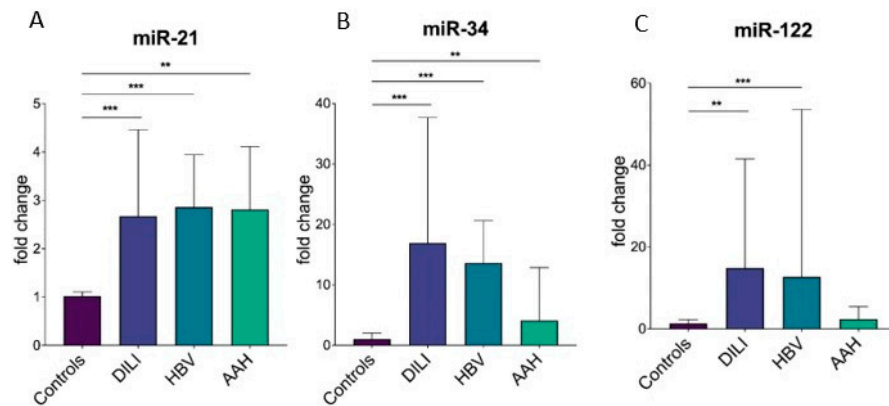 A
miR-21
**
***
***
fold change
5
4
3
2
1
0
Controls
DILI
HBV
AAH
B
miR-34
**
***
***
fold change
40
30
20
10
0
Controls
DILI
HBV
AAH
C
miR-122
***
**
fold change
60
40
20
0
Controls
DILI
HBV
AAH